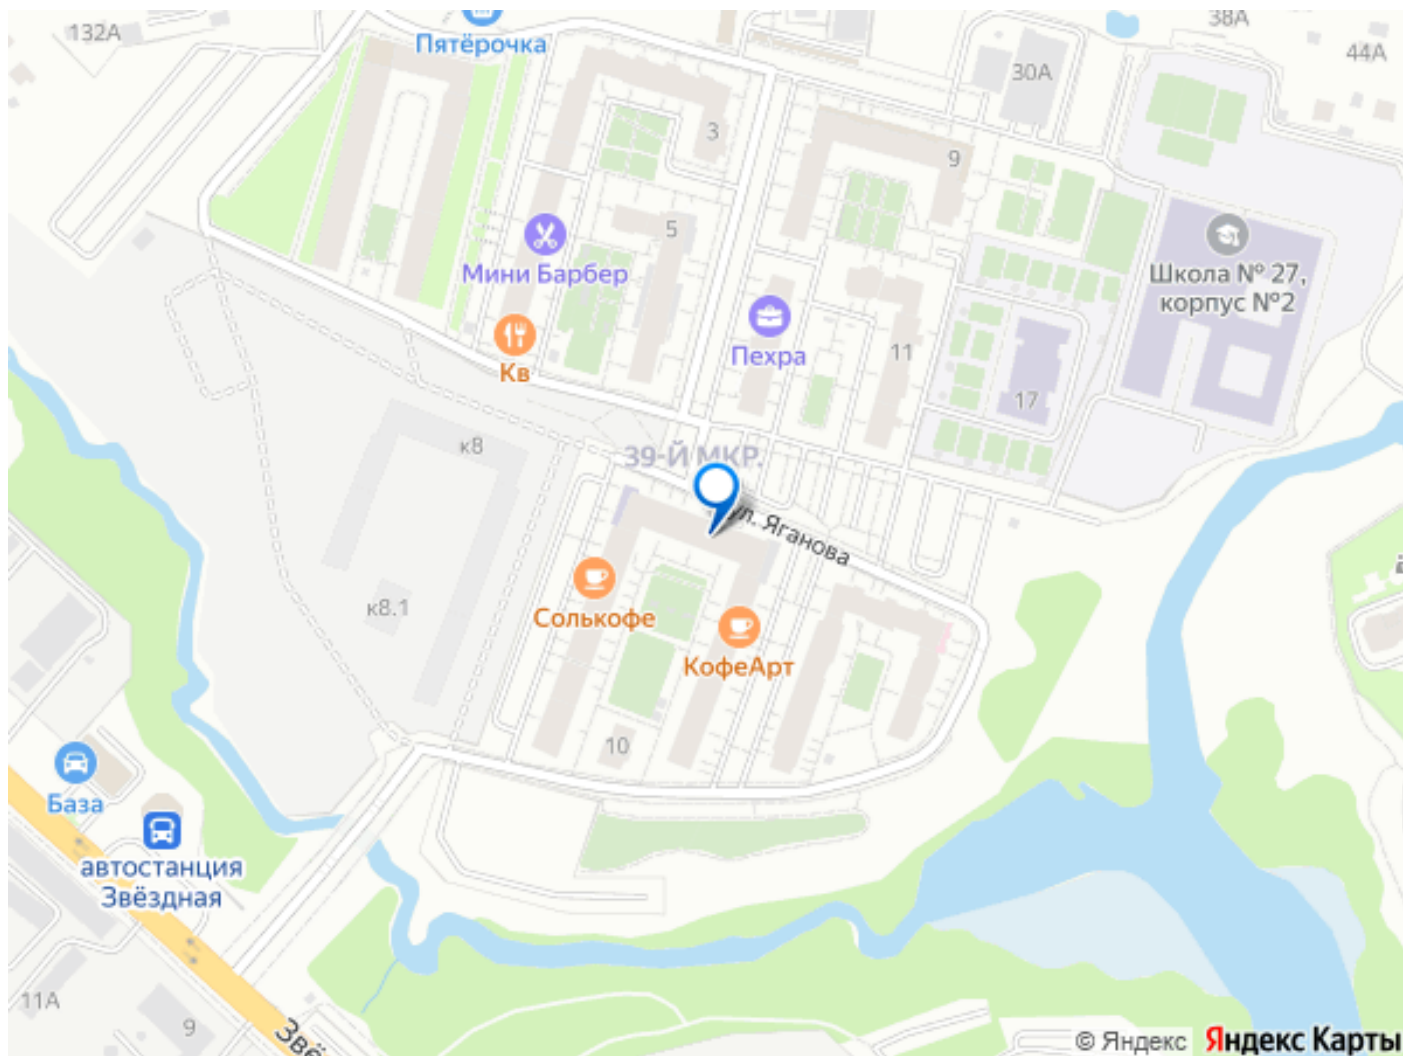 38А
132А
Пятёрочка
44А
30А
3
9
5
Школа № 27,
корпус №2
Мини Барбер
Пехра
11
Кв
17
к8
39-Й МКР.
ул. Яганова
Солькофе
к8.1
КофеАрт
10
База
автостанция
Звёздная
11А
9
Звё
© Яндекс
Яндекс Карты